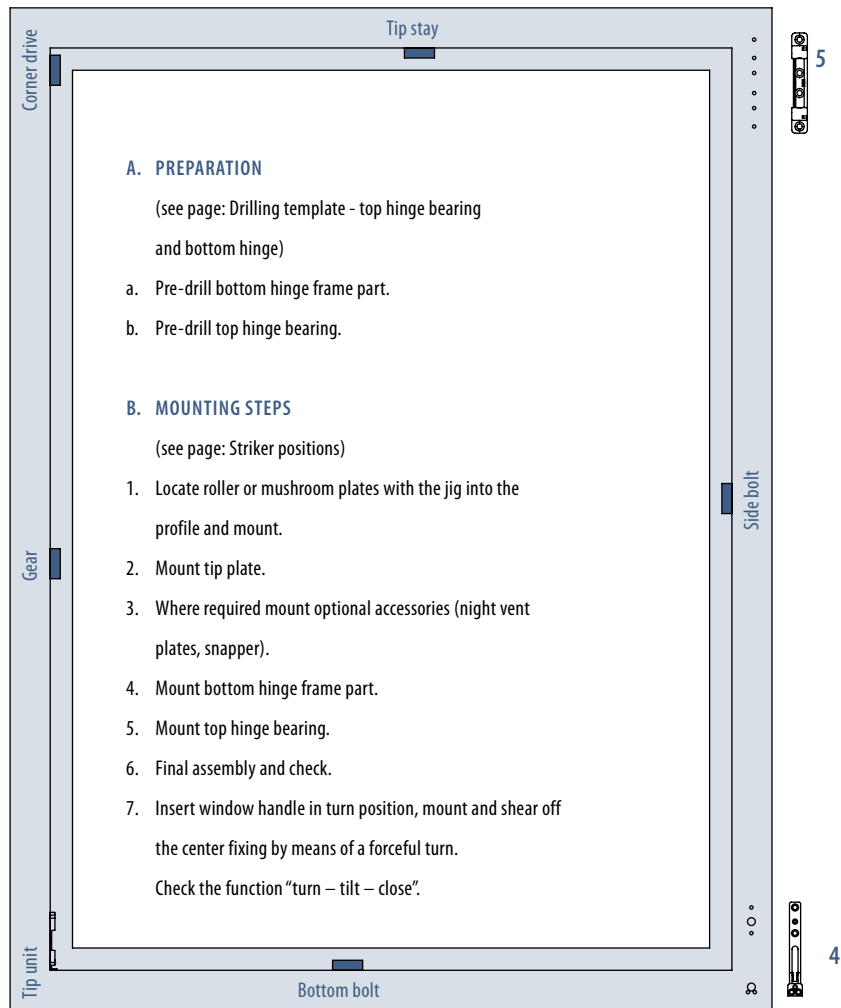 Tip stay
Corner drive
5
A. PREPARATION
(see page: Drilling template - top hinge bearing
and bottom hinge)
a. Pre-drill bottom hinge frame part.
b. Pre-drill top hinge bearing.
B. MOUNTING STEPS
(see page: Striker positions)
1. Locate roller or mushroom plates with the jig into the
profile and mount.
2. Mount tip plate.
3. Where required mount optional accessories (night vent
plates, snapper).
4. Mount bottom hinge frame part.
5. Mount top hinge bearing.
6. Final assembly and check.
7. Insert window handle in turn position, mount and shear off
the center fixing by means of a forceful turn.
Check the function “turn – tilt – close”.
Side bolt
Gear
Tip unit
Bottom bolt
4